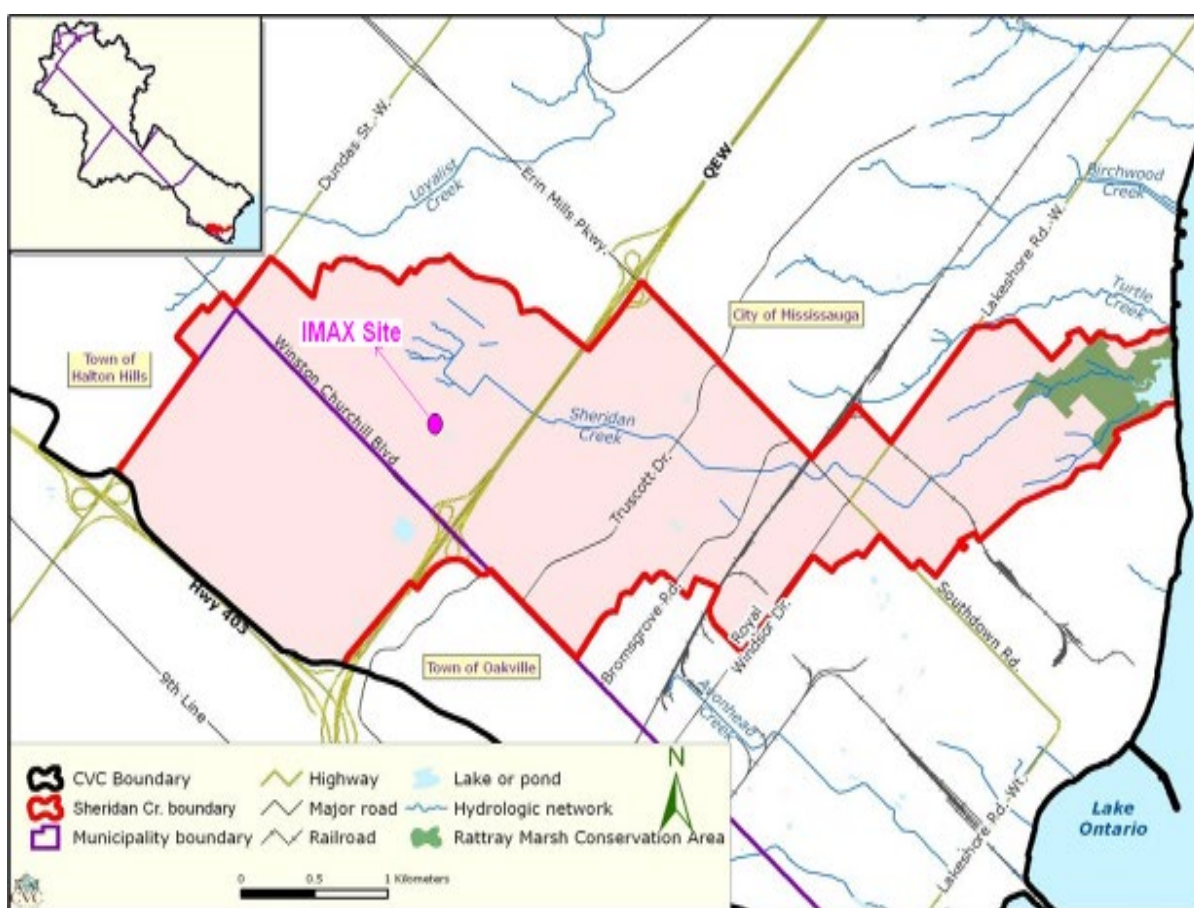 Dundas St. W.
Loyalist
Creek
Erin Mills Pkwy.
QEW
Birchwood
Creek
Lakeshore Rd. W.
Turtle
Creek
City of Mississauga
IMAX Site
Town of
Halton Hills
Winston Churchill Blvd
Sheridan
Creek
Truscott Dr.
Hwy 403
Bromsgrove Rd.
Royal
Windsor Dr.
Southdown Rd.
Town of Oakville
9th Line
Avonhead
Creek
Lakeshore Rd. W.
Lake
Ontario
CVC Boundary
Sheridan Cr. boundary
Municipality boundary
Highway
Major road
Railroad
Lake or pond
Hydrologic network
Rattray Marsh Conservation Area
N
0 0.5 1 Kilometers
CVC